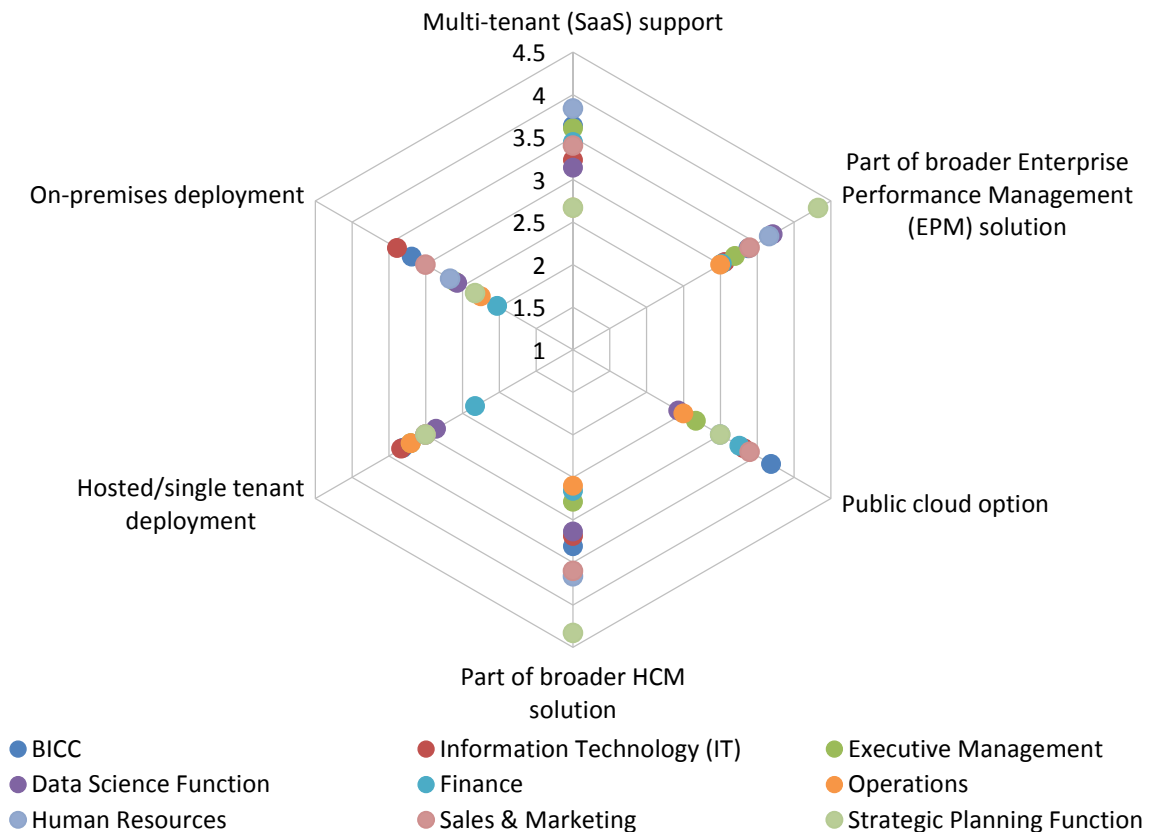 Multi-tenant (SaaS) support
4.5
4
3.5
3
2.5
2
1.5
1
Part of broader Enterprise
Performance Management
(EPM) solution
Public cloud option
Part of broader HCM
solution
Hosted/single tenant
deployment
On-premises deployment
BICC
Information Technology (IT)
Executive Management
Data Science Function
Finance
Operations
Human Resources
Sales & Marketing
Strategic Planning Function